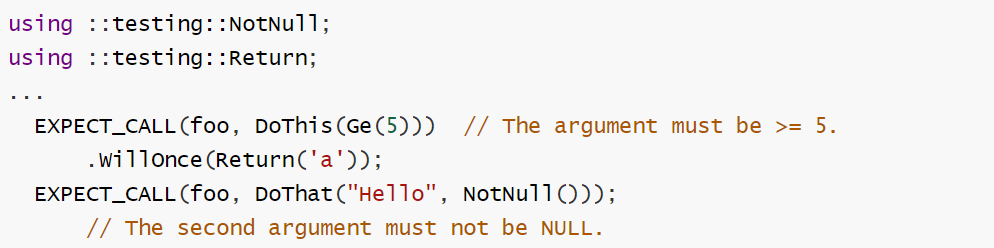 using ::testing::NotNull;
using ::testing::Return;
...
  EXPECT_CALL(foo, DoThis(Ge(5)))  // The argument must be >= 5.
      .WillOnce(Return('a'));
  EXPECT_CALL(foo, DoThat("Hello", NotNull()));
      // The second argument must not be NULL.